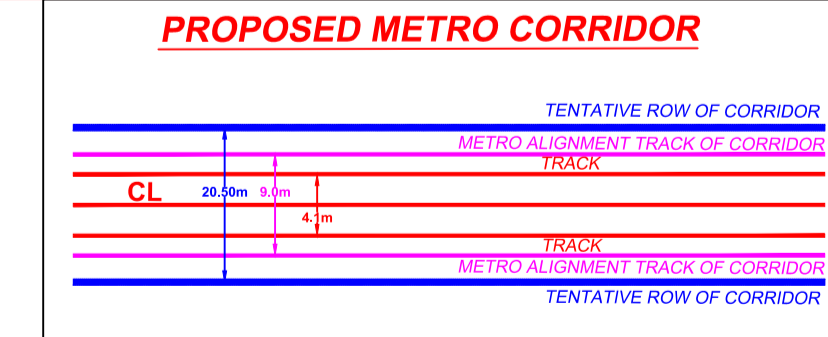 PROPOSED METRO CORRIDOR
TENTATIVE ROW OF CORRIDOR
METRO ALIGNMENT TRACK OF CORRIDOR
TRACK
CL
20.50m
9.0m
4.1m
TRACK
METRO ALIGNMENT TRACK OF CORRIDOR
TENTATIVE ROW OF CORRIDOR